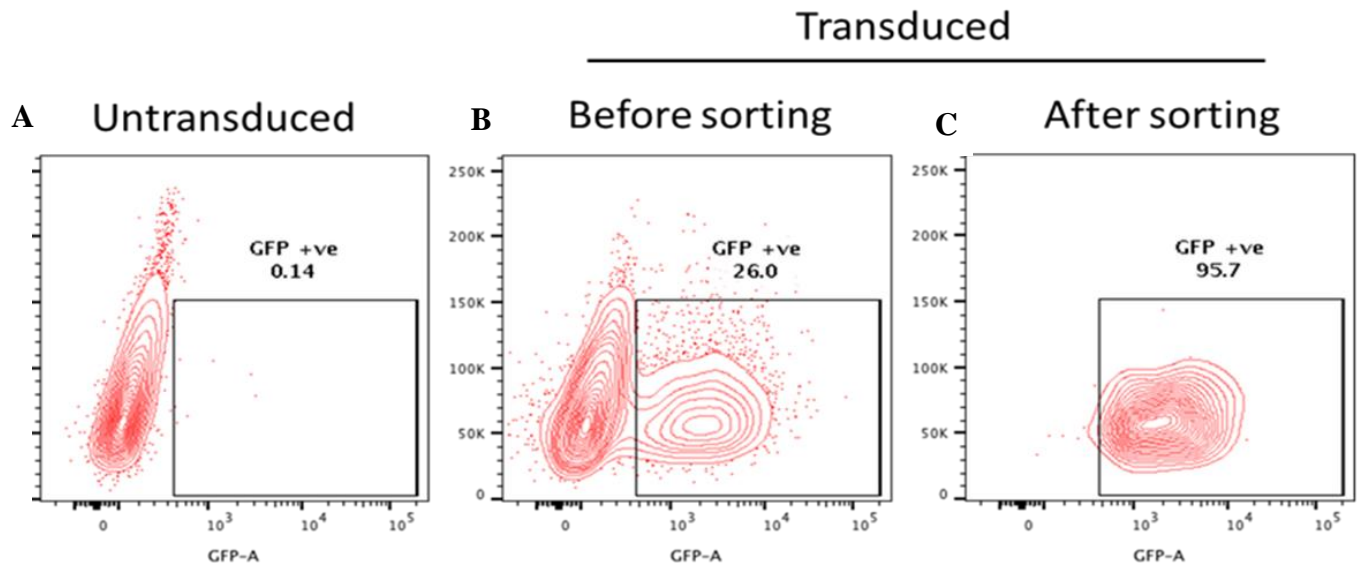 Transduced
A
Untransduced
B
Before sorting
C
After sorting
GFP +ve
0.14
0
10³
10⁴
10⁵
GFP-A
250K
200K
150K
100K
50K
0
GFP +ve
26.0
0
10³
10⁴
10⁵
GFP-A
250K
200K
150K
100K
50K
0
GFP +ve
95.7
0
10³
10⁴
10⁵
GFP-A